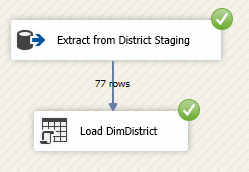 Extract from District Staging
77 rows
Load DimDistrict